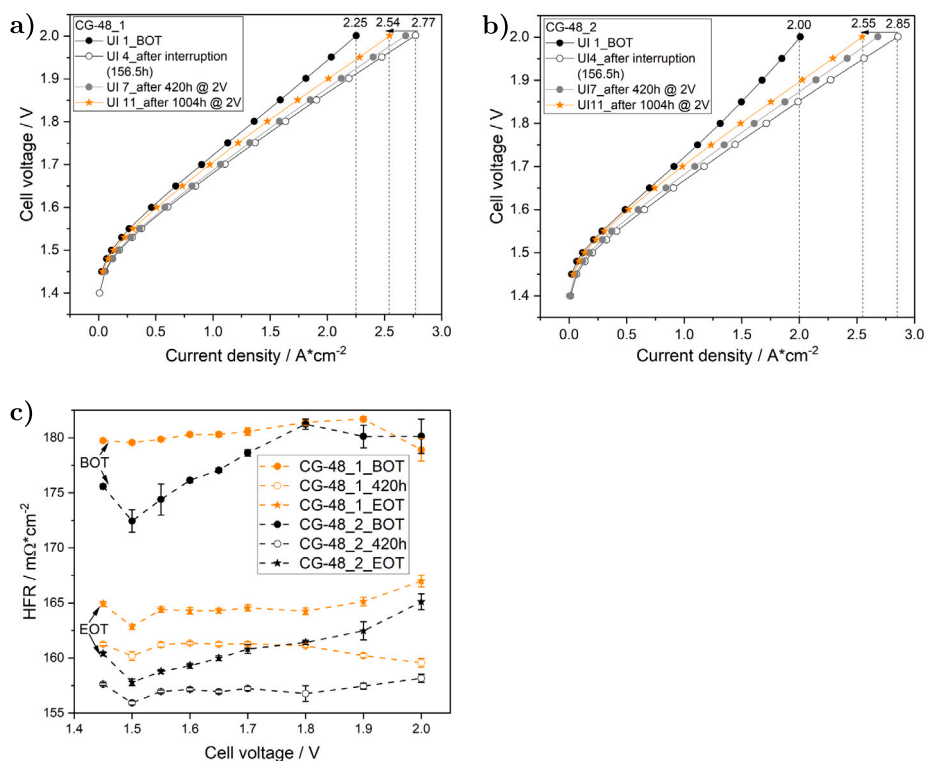 a)
CG-48_1
UI 1_BOT
UI 4_after interruption
(156.5h)
UI 7_after 420h @ 2V
UI 11_after 1004h @ 2V
2.25 2.54 2.77
2.0
1.9
1.8
1.7
1.6
1.5
1.4
Cell voltage / V
0.0 0.5 1.0 1.5 2.0 2.5 3.0
Current density / A*cm-2
b)
CG-48_2
UI 1_BOT
UI4_after interruption
(156.5h)
UI7_after 420h @ 2V
UI11_after 1004h @ 2V
2.00 2.55 2.85
2.0
1.9
1.8
1.7
1.6
1.5
1.4
Cell voltage / V
0.0 0.5 1.0 1.5 2.0 2.5 3.0
Current density / A*cm-2
c)
180
175
170
165
160
155
HFR / mΩ*cm-2
BOT
EOT
CG-48_1_BOT
CG-48_1_420h
CG-48_1_EOT
CG-48_2_BOT
CG-48_2_420h
CG-48_2_EOT
1.4 1.5 1.6 1.7 1.8 1.9 2.0
Cell voltage / V